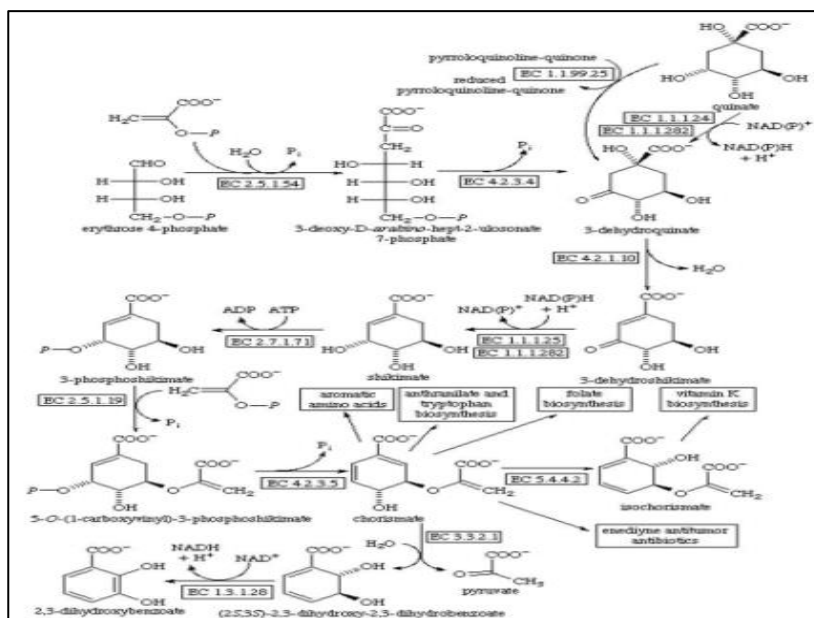 HO COO⁻
pyrroloquinoline-quinone
EC 1.1.99.25
reduced
pyrroloquinoline-quinone
HO OH
OH
quinate
COO⁻
H₂C
O—P
EC 1.1.1.24
EC 1.1.1.282
NAD(P)⁺
NAD(P)H
+ H⁺
COO⁻
C=O
CH₂
H₂O Pᵢ
Pᵢ
HO COO⁻
CHO
H OH
H OH
CH₂—O—P
EC 2.5.1.54
HO H
H OH
H OH
CH₂—O—P
EC 4.2.3.4
O OH
OH
erythrose 4-phosphate
3-deoxy-D-arabino-hept-2-ulosonate
7-phosphate
3-dehydroquinate
EC 4.2.1.10
H₂O
COO⁻
ADP ATP
COO⁻
NAD(P)⁺ NAD(P)H
+ H⁺
COO⁻
P—O OH
OH
EC 2.7.1.71
HO OH
OH
EC 1.1.1.25
EC 1.1.1.282
O OH
OH
3-phosphoshikimate
shikimate
3-dehydroshikimate
EC 2.5.1.19
H₂C COO⁻
O—P
Pᵢ
aromatic
amino acids
anthranilate and
tryptophan
biosynthesis
folate
biosynthesis
vitamin K
biosynthesis
COO⁻
Pᵢ
COO⁻
COO⁻
P—O O COO⁻
CH₂
OH
EC 4.2.3.5
O COO⁻
CH₂
OH
EC 5.4.4.2
OH COO⁻
O CH₂
5-O-(1-carboxyvinyl)-3-phosphoshikimate
chorismate
isochorismate
enediyne antitumor
antibiotics
H₂O
EC 3.3.2.1
COO⁻
NADH
+ H⁺
NAD⁺
COO⁻
COO⁻
OH
OH
EC 1.3.1.28
OH
OH
O CH₃
pyruvate
2,3-dihydroxybenzoate
(2S,3S)-2,3-dihydroxy-2,3-dihydrobenzoate